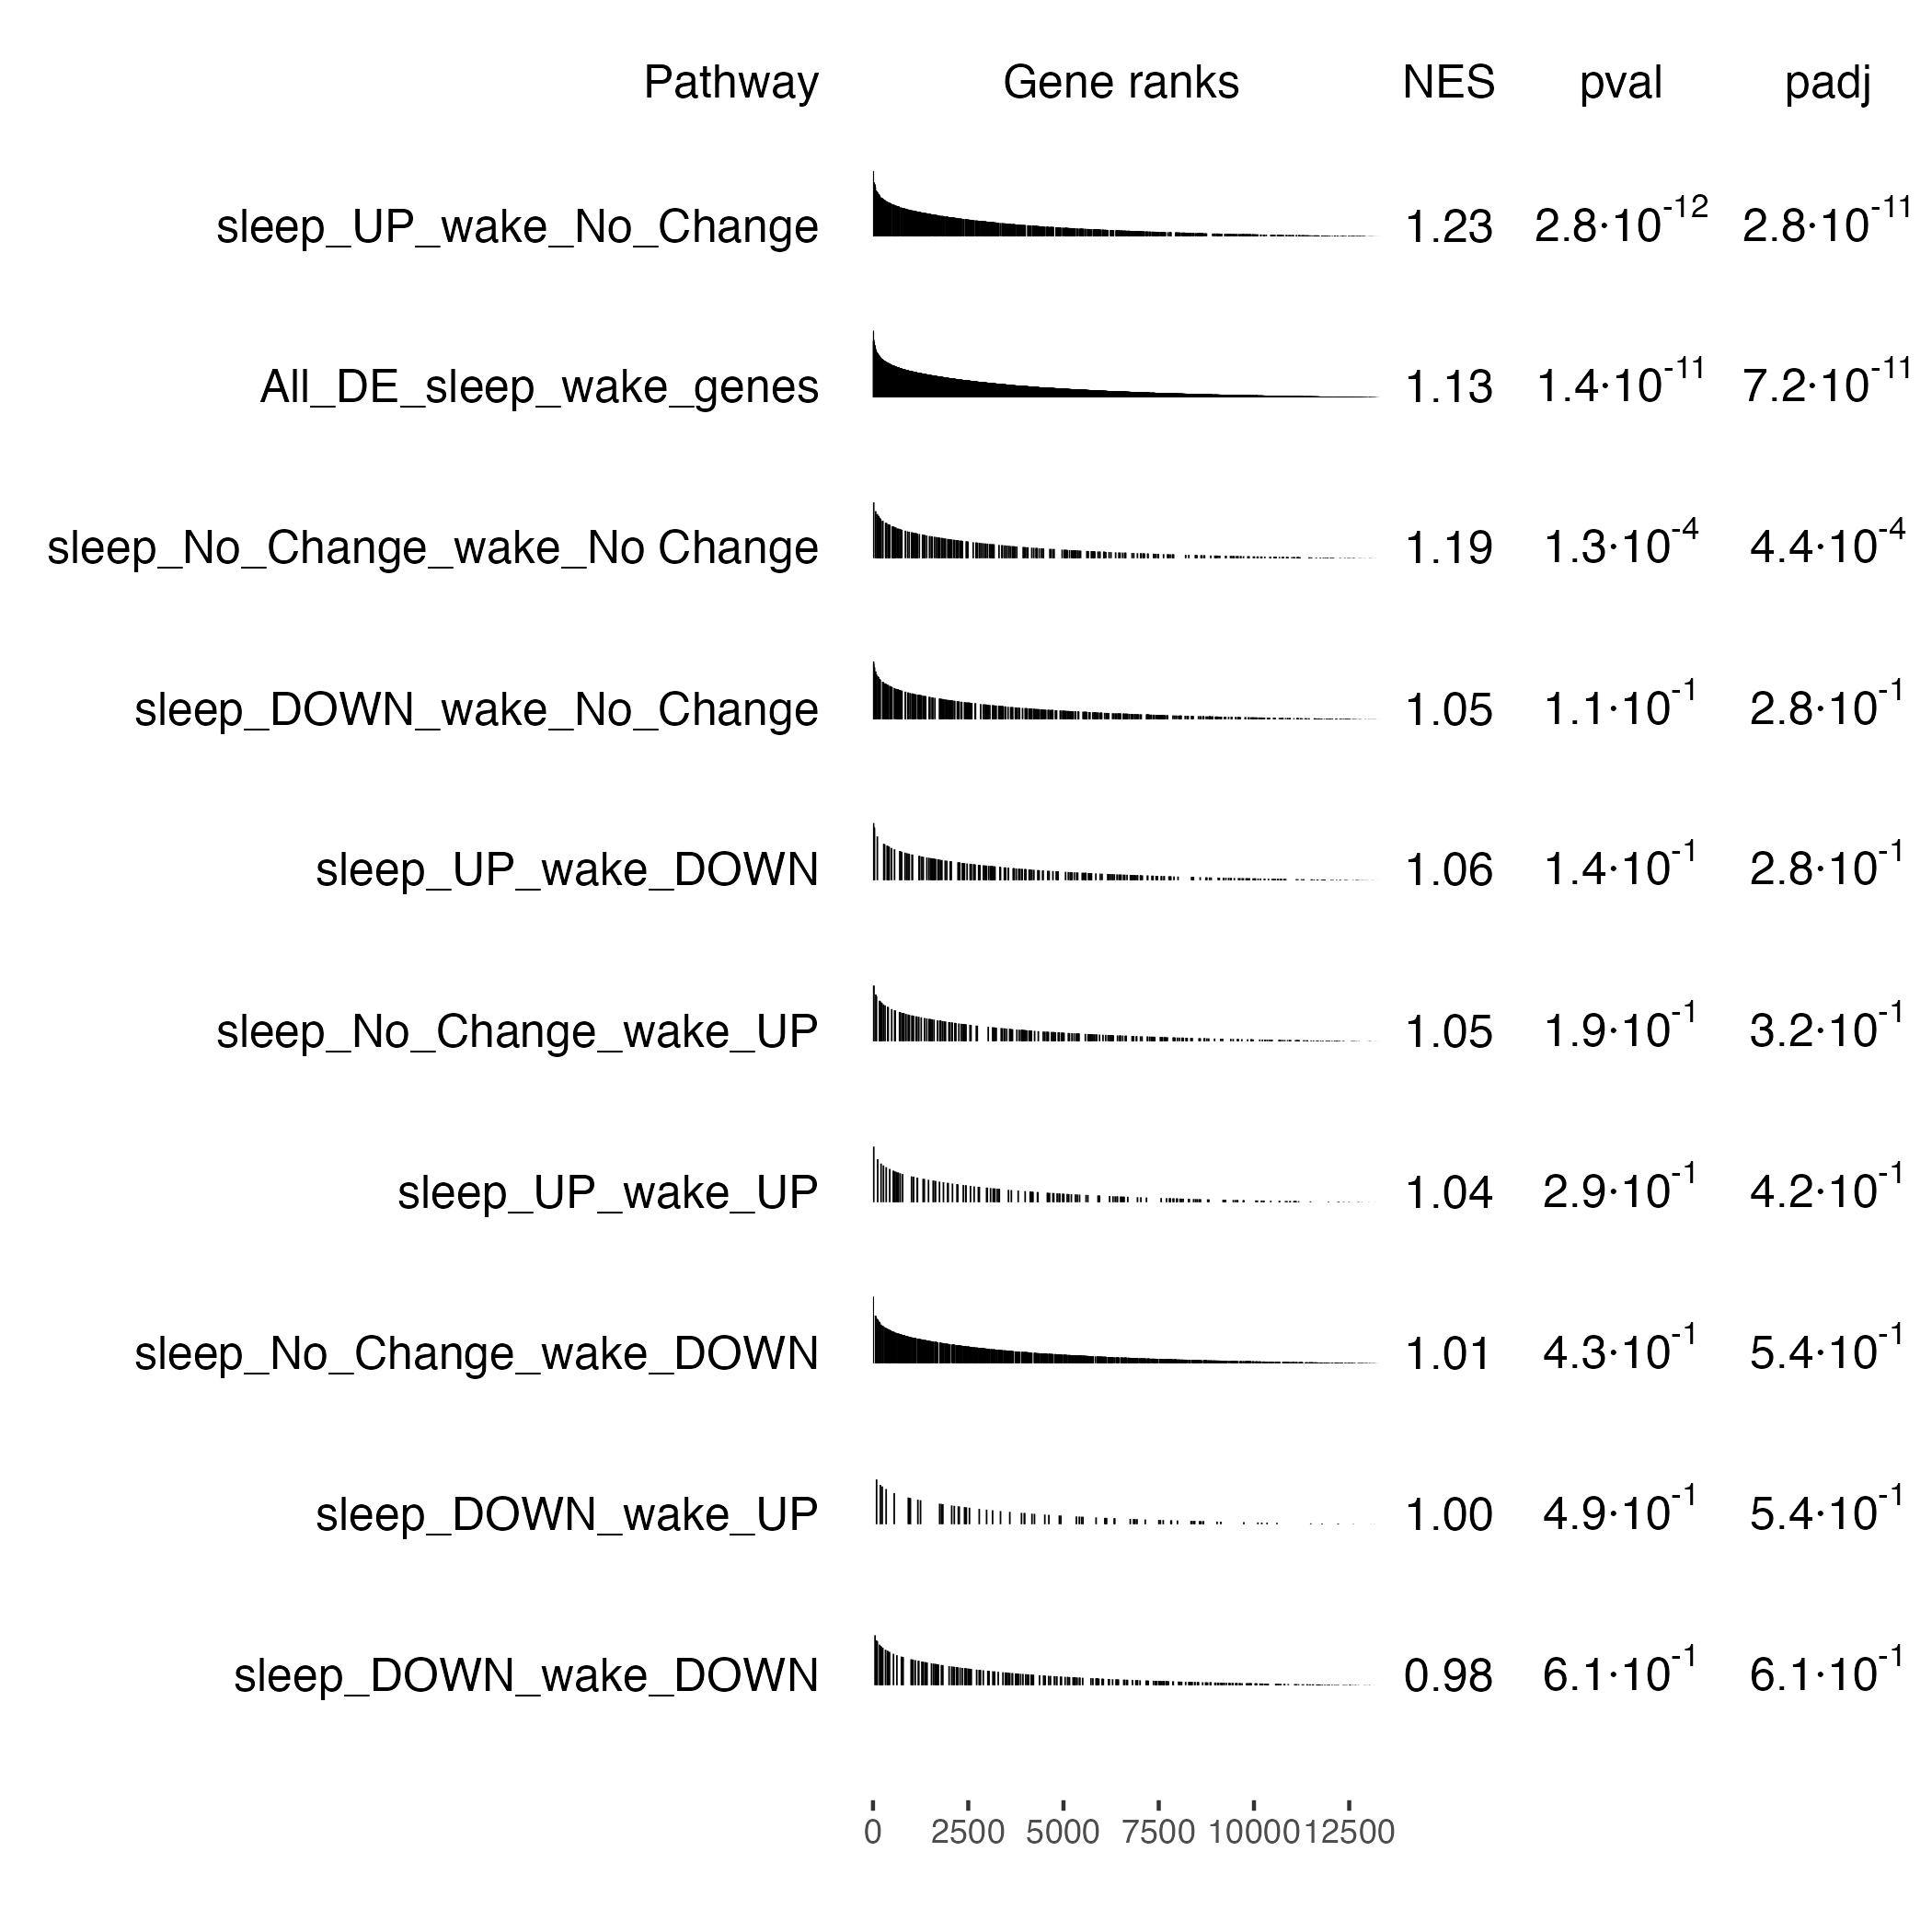 Pathway Gene ranks NES pval padj
sleep_UP_wake_No_Change 1.23 2.8·10⁻¹² 2.8·10⁻¹¹
All_DE_sleep_wake_genes 1.13 1.4·10⁻¹¹ 7.2·10⁻¹¹
sleep_No_Change_wake_No Change 1.19 1.3·10⁻⁴ 4.4·10⁻⁴
sleep_DOWN_wake_No_Change 1.05 1.1·10⁻¹ 2.8·10⁻¹
sleep_UP_wake_DOWN 1.06 1.4·10⁻¹ 2.8·10⁻¹
sleep_No_Change_wake_UP 1.05 1.9·10⁻¹ 3.2·10⁻¹
sleep_UP_wake_UP 1.04 2.9·10⁻¹ 4.2·10⁻¹
sleep_No_Change_wake_DOWN 1.01 4.3·10⁻¹ 5.4·10⁻¹
sleep_DOWN_wake_UP 1.00 4.9·10⁻¹ 5.4·10⁻¹
sleep_DOWN_wake_DOWN 0.98 6.1·10⁻¹ 6.1·10⁻¹
0 2500 5000 7500 10000 12500